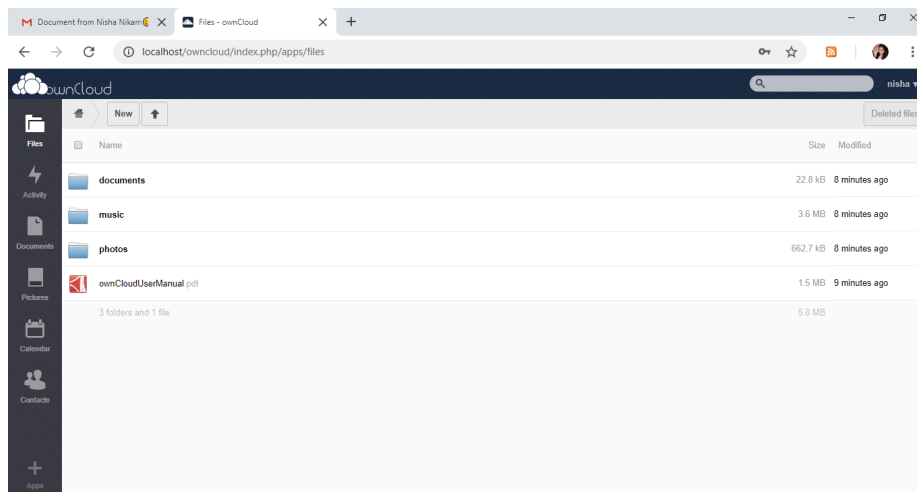 Document from Nisha Nikam
Files - ownCloud
localhost/owncloud/index.php/apps/files
ownCloud
nisha
New
Deleted files
Files
Name Size Modified
Activity
documents 22.8 kB 8 minutes ago
music 3.6 MB 8 minutes ago
Documents
photos 662.7 kB 8 minutes ago
ownCloudUserManual.pdf 1.5 MB 9 minutes ago
Pictures
3 folders and 1 file 5.8 MB
Calendar
Contacts
Apps